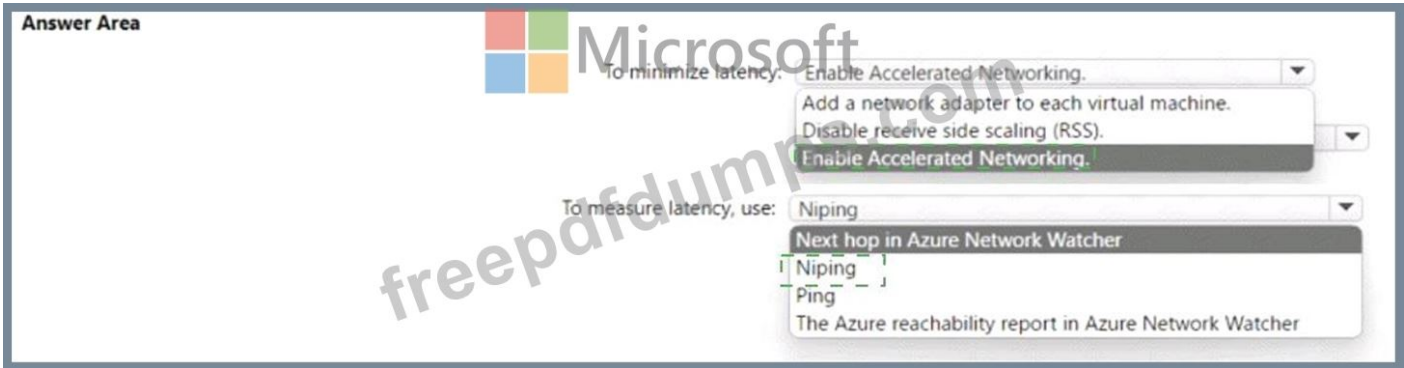 Answer Area
Microsoft
To minimize latency: Enable Accelerated Networking.
Add a network adapter to each virtual machine.
Disable receive side scaling (RSS).
Enable Accelerated Networking.
To measure latency, use: Niping
Next hop in Azure Network Watcher
Niping
Ping
The Azure reachability report in Azure Network Watcher
freepdfdumps.com